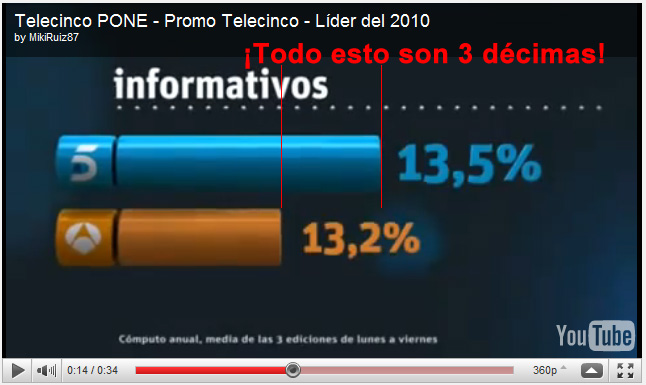 Telecinco PONE - Promo Telecinco - Líder del 2010
by MikiRuiz87
¡Todo esto son 3 décimas!
informativos
5
13,5%
13,2%
Cómputo anual, media de las 3 ediciones de lunes a viernes
YouTube
0:14 / 0:34
360p